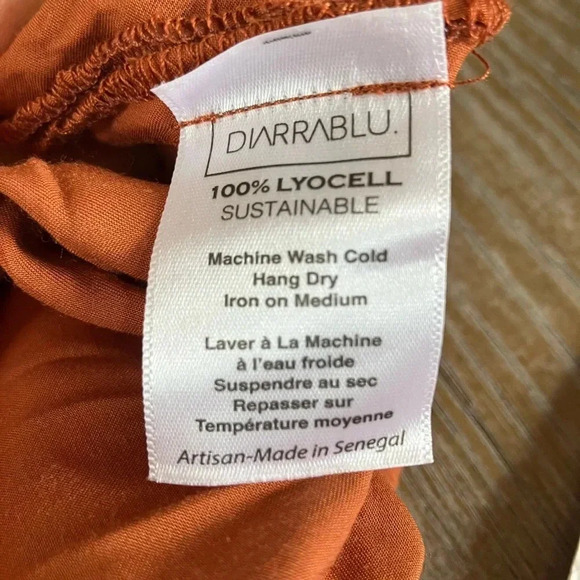 DIARRABLU.
100% LYOCELL
SUSTAINABLE
Machine Wash Cold
Hang Dry
Iron on Medium
Laver à La Machine
à l'eau froide
Suspendre au sec
Repasser sur
Température moyenne
Artisan-Made in Senegal